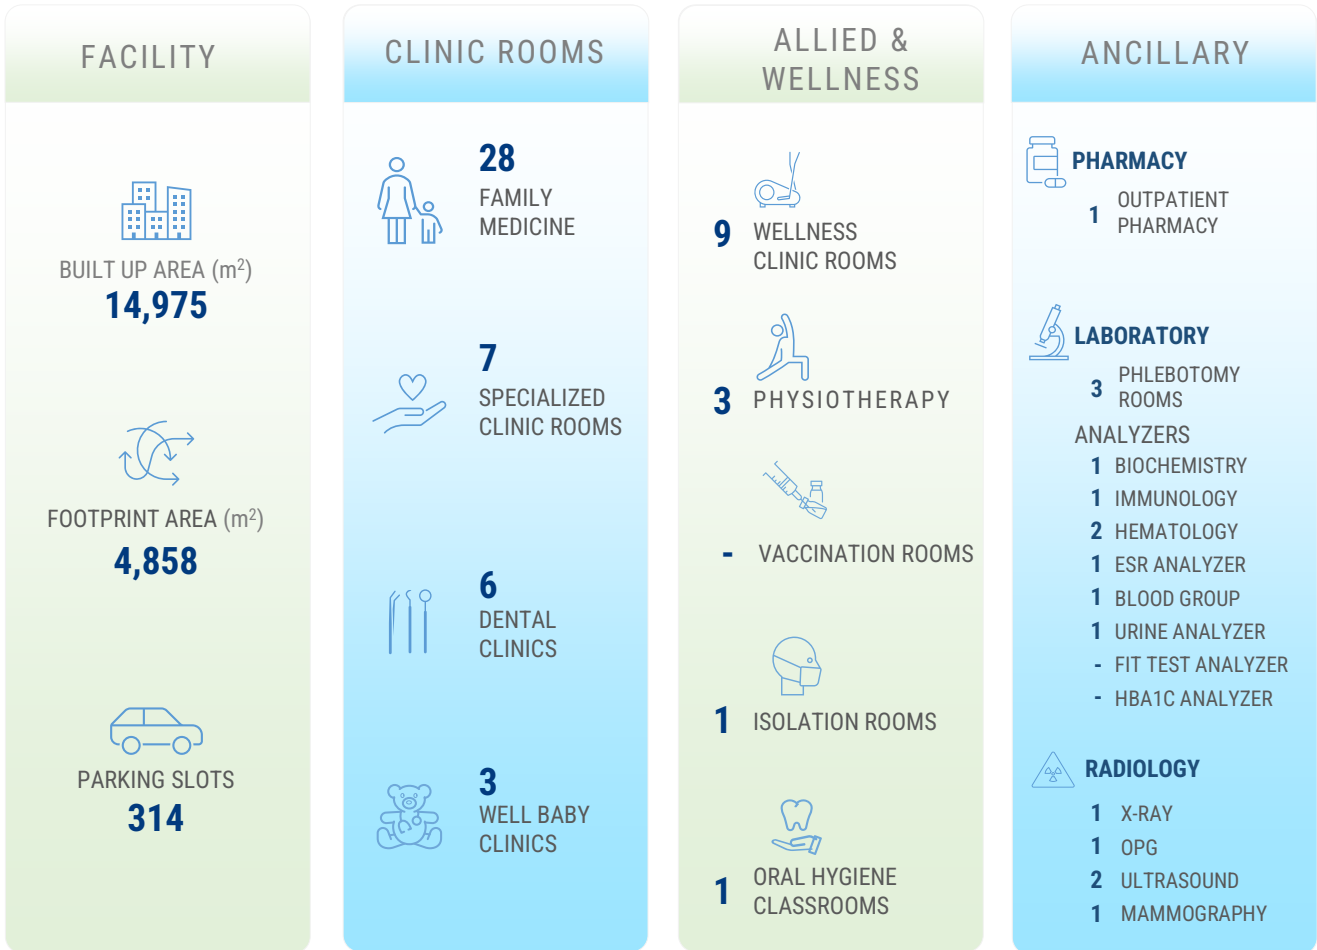 FACILITY
BUILT UP AREA (m²)
14,975
FOOTPRINT AREA (m²)
4,858
PARKING SLOTS
314
CLINIC ROOMS
28
FAMILY
MEDICINE
7
SPECIALIZED
CLINIC ROOMS
6
DENTAL
CLINICS
3
WELL BABY
CLINICS
ALLIED &
WELLNESS
9 WELLNESS
CLINIC ROOMS
3 PHYSIOTHERAPY
- VACCINATION ROOMS
1 ISOLATION ROOMS
1 ORAL HYGIENE
CLASSROOMS
ANCILLARY
PHARMACY
1 OUTPATIENT
PHARMACY
LABORATORY
3 PHLEBOTOMY
ROOMS
ANALYZERS
1 BIOCHEMISTRY
1 IMMUNOLOGY
2 HEMATOLOGY
1 ESR ANALYZER
1 BLOOD GROUP
1 URINE ANALYZER
- FIT TEST ANALYZER
- HBA1C ANALYZER
RADIOLOGY
1 X-RAY
1 OPG
2 ULTRASOUND
1 MAMMOGRAPHY